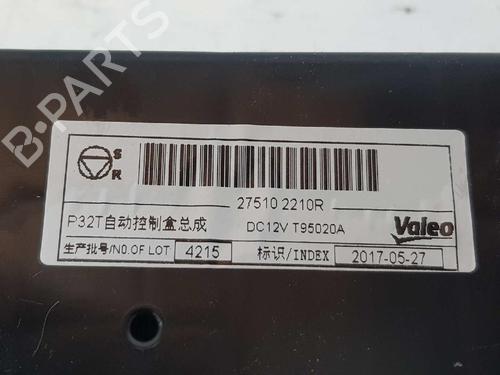 B-PARTS
S
R
27510 2210R
P32T自动控制盒总成
DC12V T95020A
Valeo
生产批号/NO.OF LOT
4215
标识/INDEX
2017-05-27